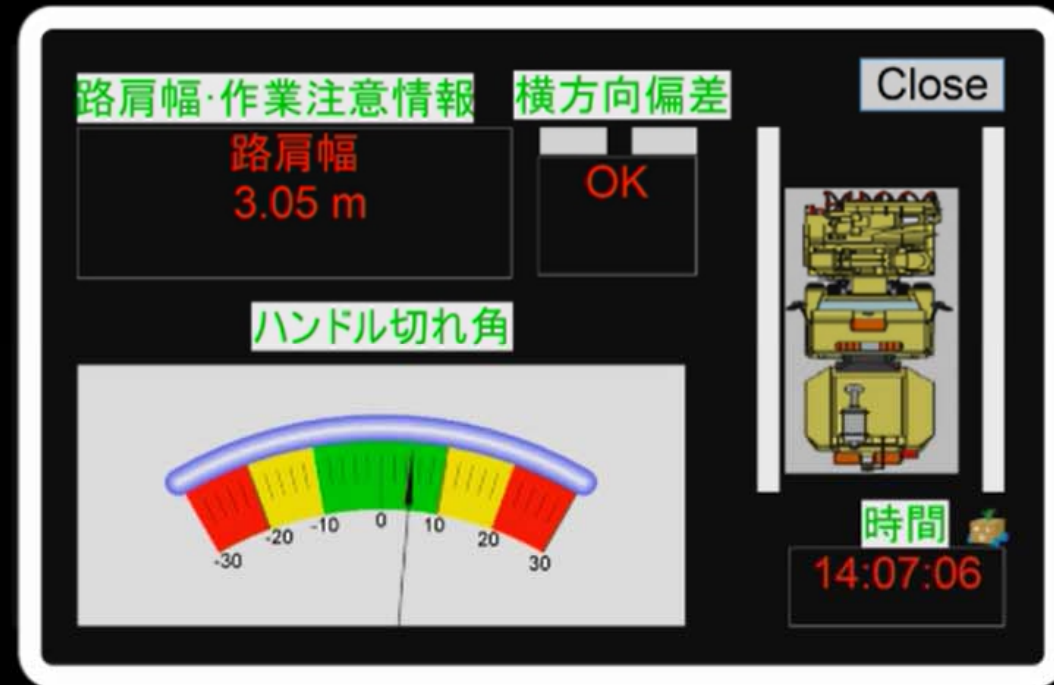 路肩幅・作業注意情報
横方向偏差
Close
路肩幅
3.05 m
OK
ハンドル切れ角
-30
-20
-10
0
10
20
30
時間
14:07:06